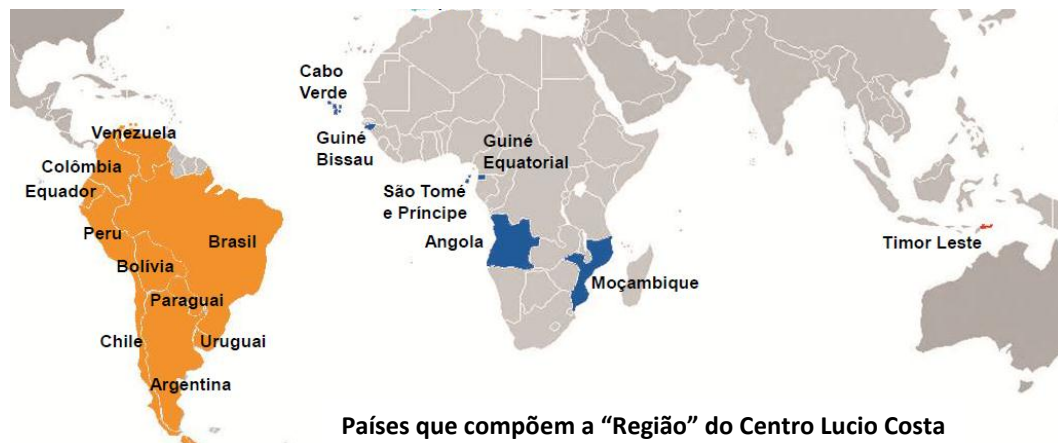 Cabo
Verde
Venezuela
Guiné
Bissau
Guiné
Equatorial
Colômbia
Equador
São Tomé
e Príncipe
Peru
Brasil
Angola
Timor Leste
Bolívia
Moçambique
Paraguai
Chile
Uruguai
Argentina
Países que compõem a “Região” do Centro Lucio Costa